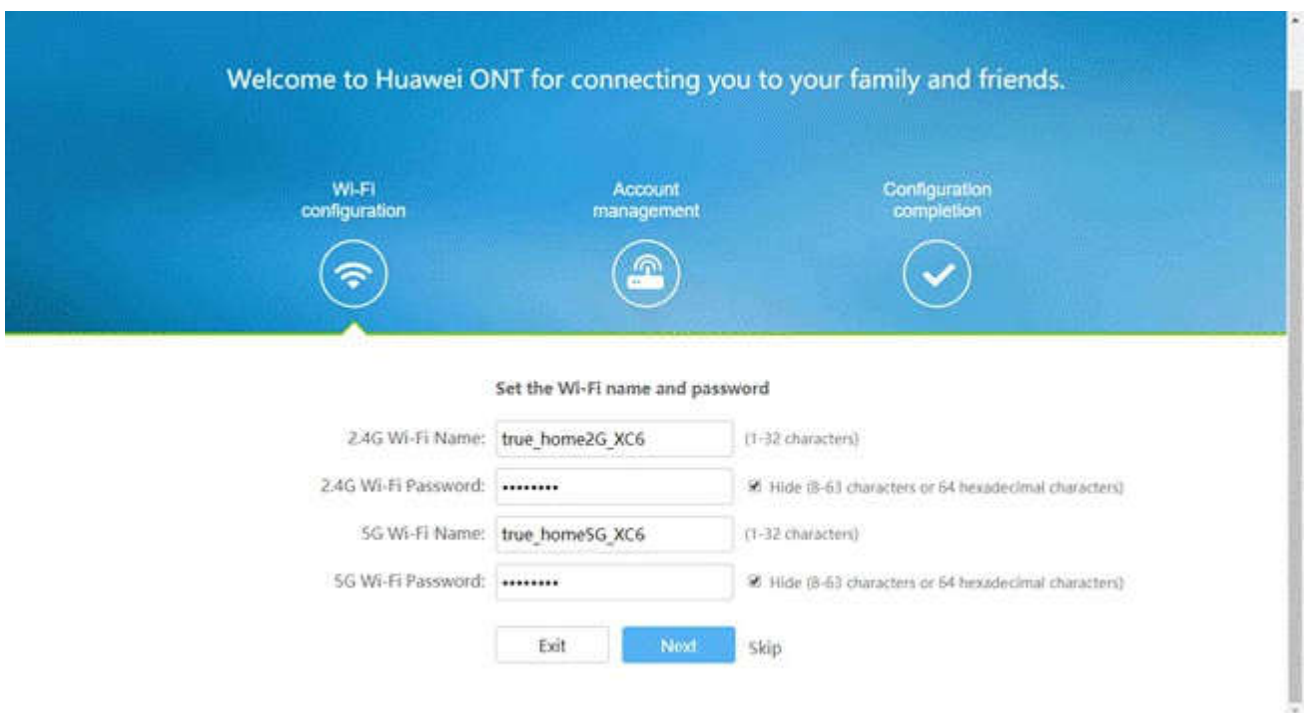 Welcome to Huawei ONT for connecting you to your family and friends.
Wi-Fi
configuration
Account
management
Configuration
completion
Set the Wi-Fi name and password
2.4G Wi-Fi Name: true_home2G_XC6 (1-32 characters)
2.4G Wi-Fi Password: •••••••• Hide (8-63 characters or 64 hexadecimal characters)
5G Wi-Fi Name: true_home5G_XC6 (1-32 characters)
5G Wi-Fi Password: •••••••• Hide (8-63 characters or 64 hexadecimal characters)
Exit Next Skip